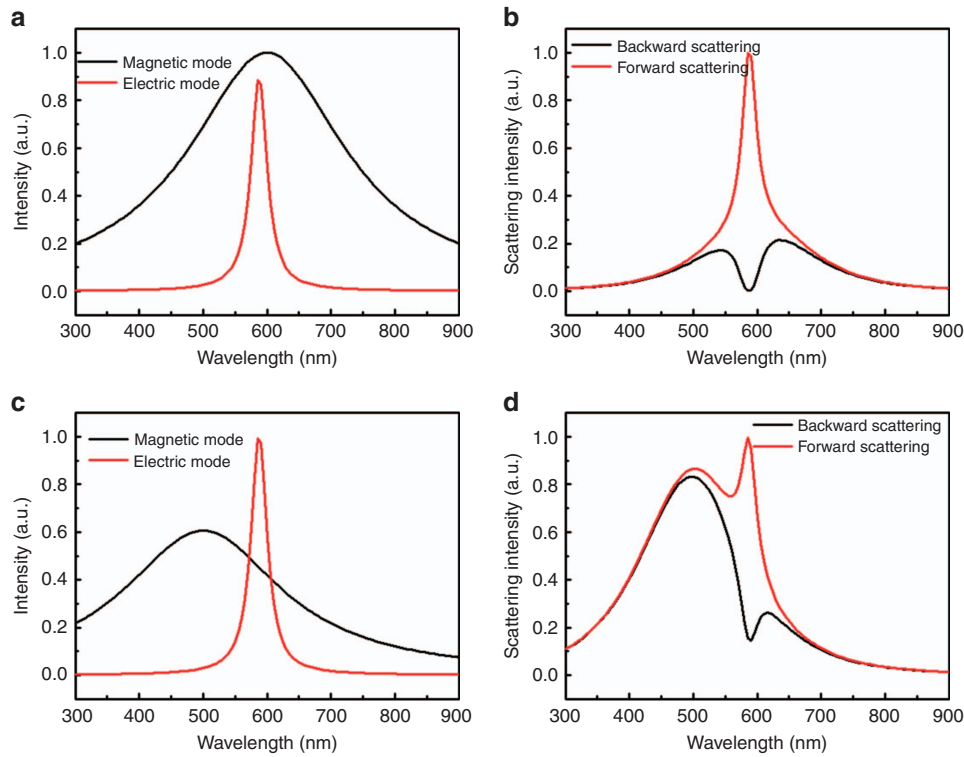 a
Intensity (a.u.)
1.0
0.8
0.6
0.4
0.2
0.0
Magnetic mode
Electric mode
300 400 500 600 700 800 900
Wavelength (nm)
b
Scattering intensity (a.u.)
1.0
0.8
0.6
0.4
0.2
0.0
Backward scattering
Forward scattering
300 400 500 600 700 800 900
Wavelength (nm)
c
Intensity (a.u.)
1.0
0.8
0.6
0.4
0.2
0.0
Magnetic mode
Electric mode
300 400 500 600 700 800 900
Wavelength (nm)
d
Scattering intensity (a.u.)
1.0
0.8
0.6
0.4
0.2
0.0
Backward scattering
Forward scattering
300 400 500 600 700 800 900
Wavelength (nm)